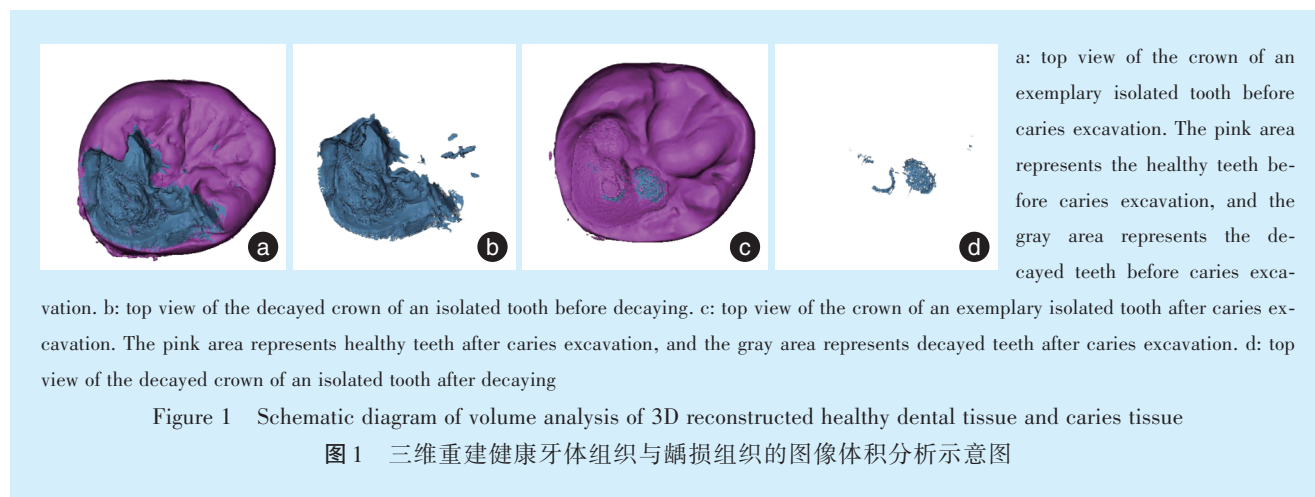 a: top view of the crown of an
exemplary isolated tooth before
caries excavation. The pink area
represents the healthy teeth be-
fore caries excavation, and the
gray area represents the de-
cayed teeth before caries exca-
a
b
c
d
vation. b: top view of the decayed crown of an isolated tooth before decaying. c: top view of the crown of an exemplary isolated tooth after caries ex-
cavation. The pink area represents healthy teeth after caries excavation, and the gray area represents decayed teeth after caries excavation. d: top
view of the decayed crown of an isolated tooth after decaying
Figure 1 Schematic diagram of volume analysis of 3D reconstructed healthy dental tissue and caries tissue
图1 三维重建健康牙体组织与龋损组织的图像体积分析示意图